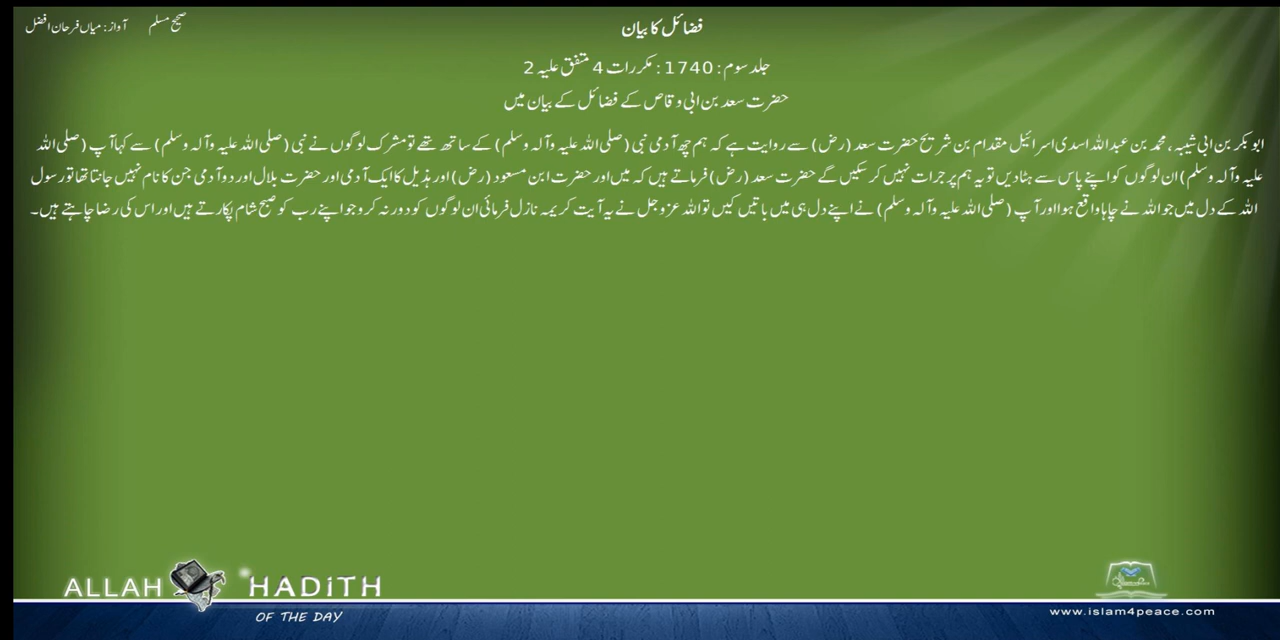 صحیح مسلم آواز: میاں فرحان افضل
فضائل کا بیان
جلد سوم: 1740: مکررات 4 متفق علیہ 2
حضرت سعد بن ابی وقاص کے فضائل کے بیان میں
ابوبکر بن ابی شیبہ، محمد بن عبداللہ اسدی اسرائیل مقدام بن شریح حضرت سعد (رض) سے روایت ہے کہ ہم چھ آدمی نبی (صلی اللہ علیہ وآلہ وسلم) کے ساتھ تھے تو مشرک لوگوں نے نبی (صلی اللہ علیہ وآلہ وسلم) سے کہا آپ (صلی اللہ
علیہ وآلہ وسلم) ان لوگوں کو اپنے پاس سے ہٹا دیں تو یہ ہم پر جرات نہیں کر سکیں گے حضرت سعد (رض) فرماتے ہیں کہ میں اور حضرت ابن مسعود (رض) اور ہذیل کا ایک آدمی اور حضرت بلال اور دو آدمی جن کا نام نہیں جانتا تھا تو رسول
اللہ کے دل میں جو اللہ نے چاہا واقع ہوا اور آپ (صلی اللہ علیہ وآلہ وسلم) نے اپنے دل ہی میں باتیں کیں تو اللہ عزوجل نے یہ آیت کریمہ نازل فرمائی ان لوگوں کو دور نہ کرو جو اپنے رب کو صبح شام پکارتے ہیں اور اس کی رضا چاہتے ہیں۔
ALLAH HADITH
OF THE DAY
www.islam4peace.com